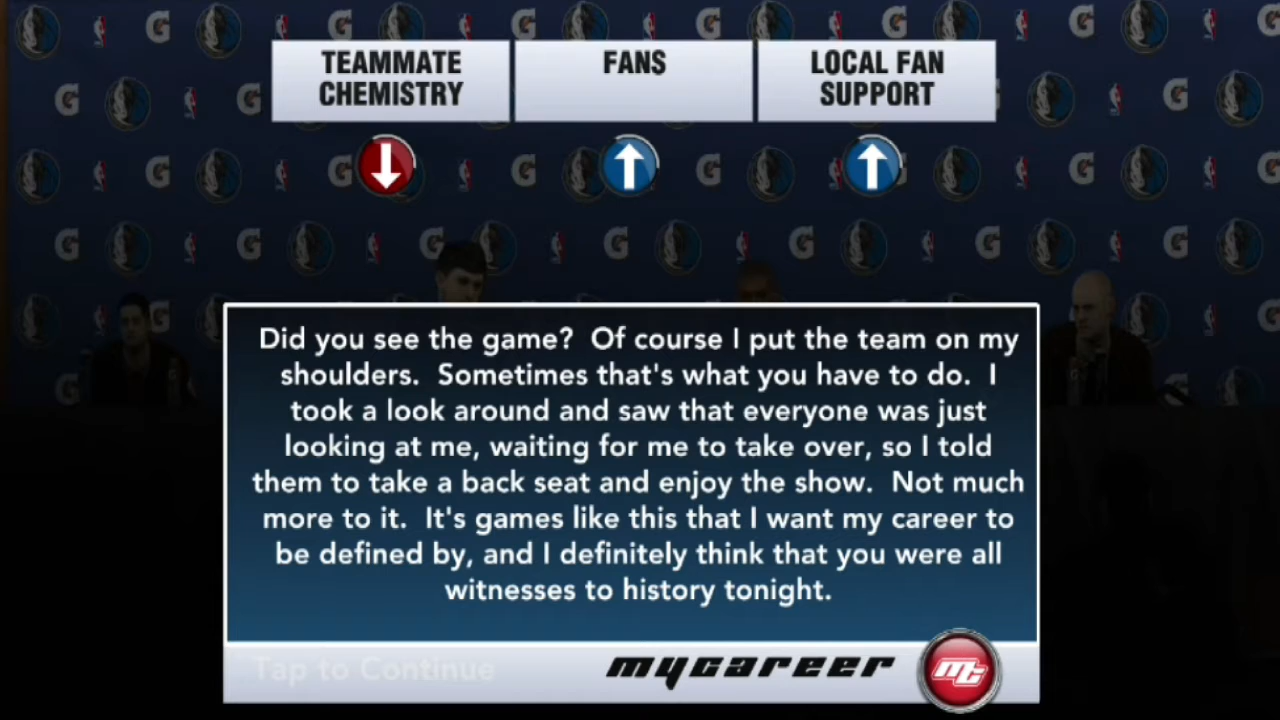 TEAMMATE CHEMISTRY
FANS
LOCAL FAN SUPPORT
Did you see the game?  Of course I put the team on my
shoulders.  Sometimes that's what you have to do.  I
took a look around and saw that everyone was just
looking at me, waiting for me to take over, so I told
them to take a back seat and enjoy the show.  Not much
more to it.  It's games like this that I want my career to
be defined by, and I definitely think that you were all
witnesses to history tonight.
Tap to Continue
mycareer